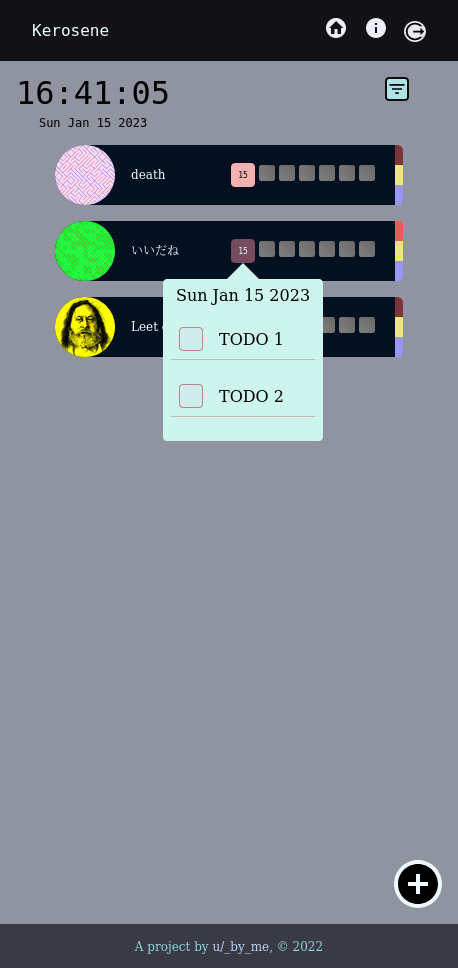 Kerosene
16:41:05
Sun Jan 15 2023
death
15
いいだね
15
Leet
Sun Jan 15 2023
TODO 1
TODO 2
A project by u/_by_me, © 2022